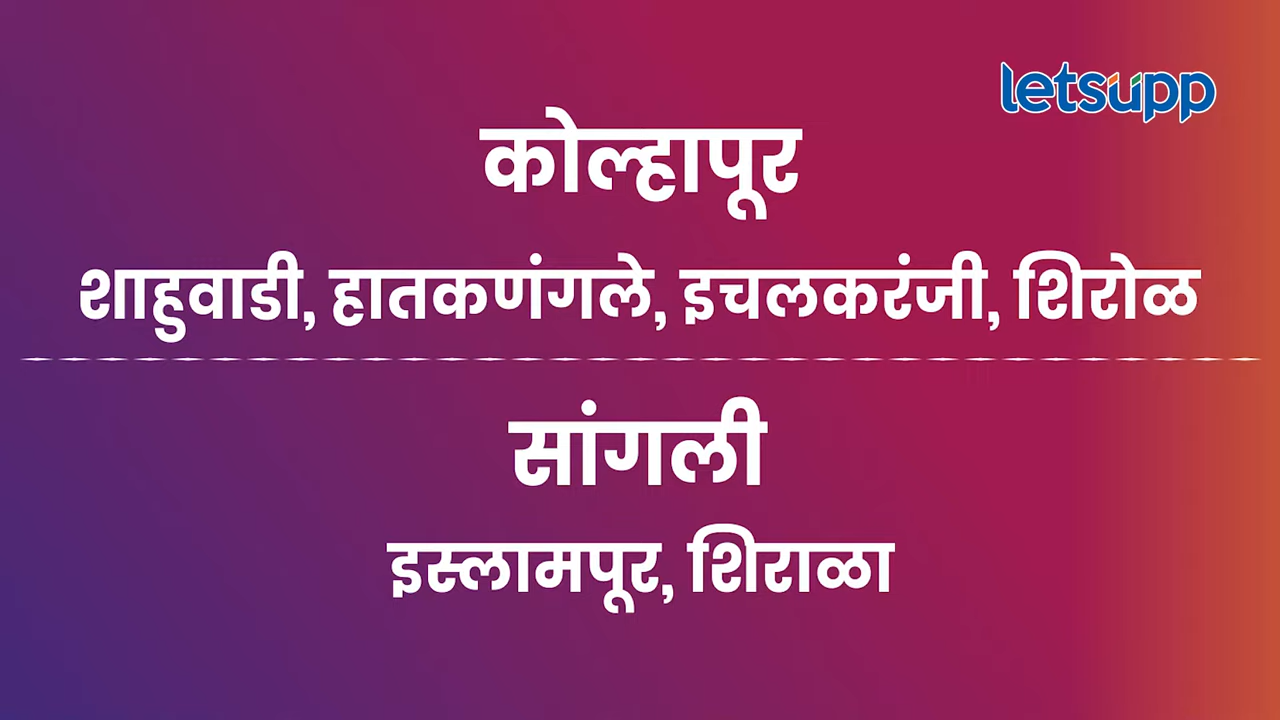 letsupp
कोल्हापूर
शाहुवाडी, हातकणंगले, इचलकरंजी, शिरोळ
सांगली
इस्लामपूर, शिराळा